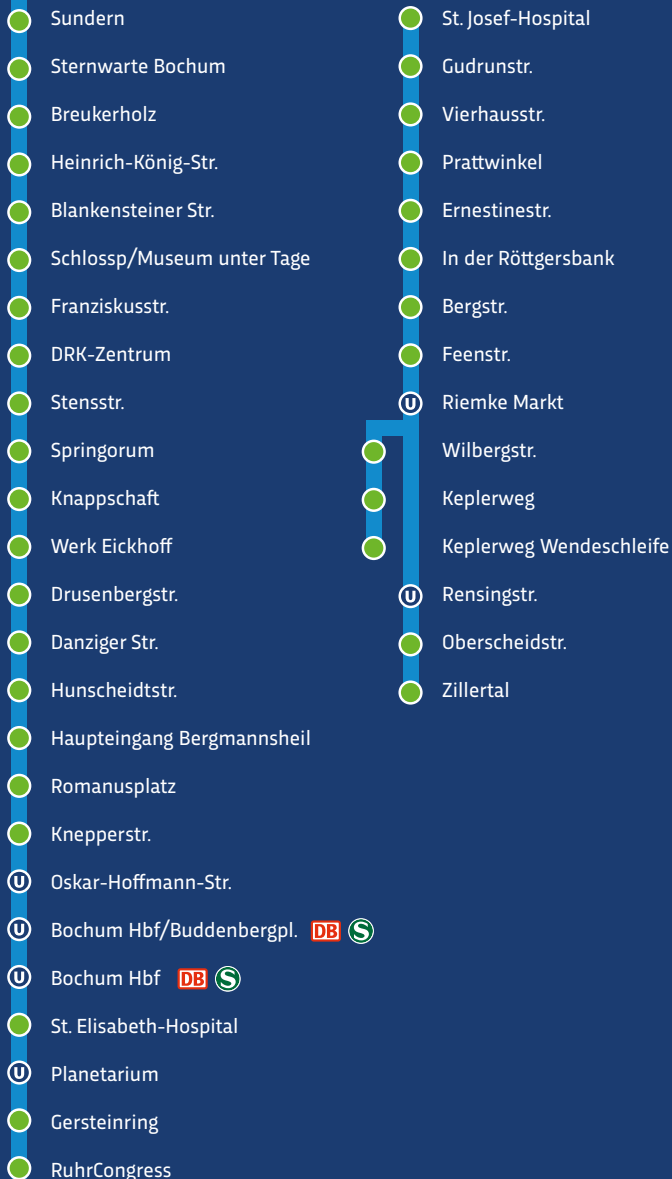 Sundern
Sternwarte Bochum
Breukerholz
Heinrich-König-Str.
Blankensteiner Str.
Schlossp/Museum unter Tage
Franziskusstr.
DRK-Zentrum
Stensstr.
Springorum
Knappschaft
Werk Eickhoff
Drusenbergstr.
Danziger Str.
Hunscheidtstr.
Haupteingang Bergmannsheil
Romanusplatz
Knepperstr.
U Oskar-Hoffmann-Str.
U Bochum Hbf/Buddenbergpl. DB S
U Bochum Hbf DB S
St. Elisabeth-Hospital
U Planetarium
Gersteinring
RuhrCongress
St. Josef-Hospital
Gudrunstr.
Vierhausstr.
Prattwinkel
Ernestinestr.
In der Röttgersbank
Bergstr.
Feenstr.
U Riemke Markt
Wilbergstr.
Keplerweg
Keplerweg Wendeschleife
U Rensingstr.
Oberscheidstr.
Zillertal